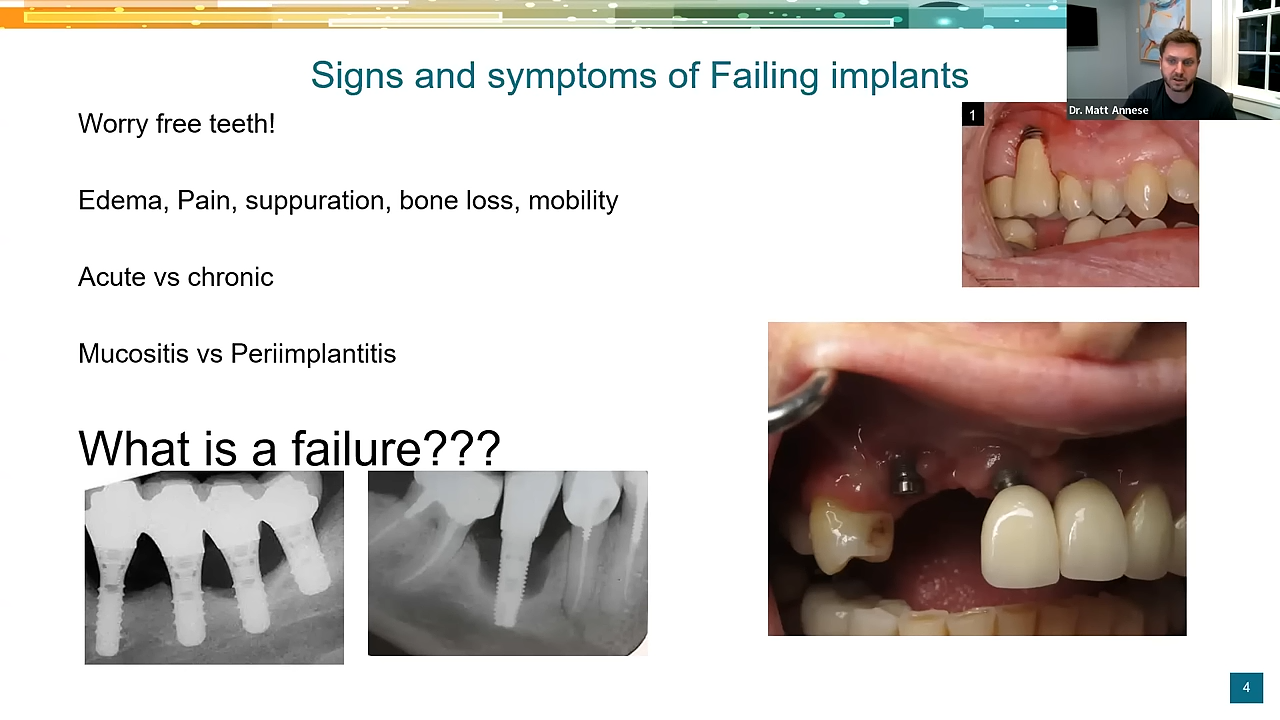 Signs and symptoms of Failing implants
Dr. Matt Annese
Worry free teeth!
1
Edema, Pain, suppuration, bone loss, mobility
Acute vs chronic
Mucositis vs Periimplantitis
What is a failure???
4